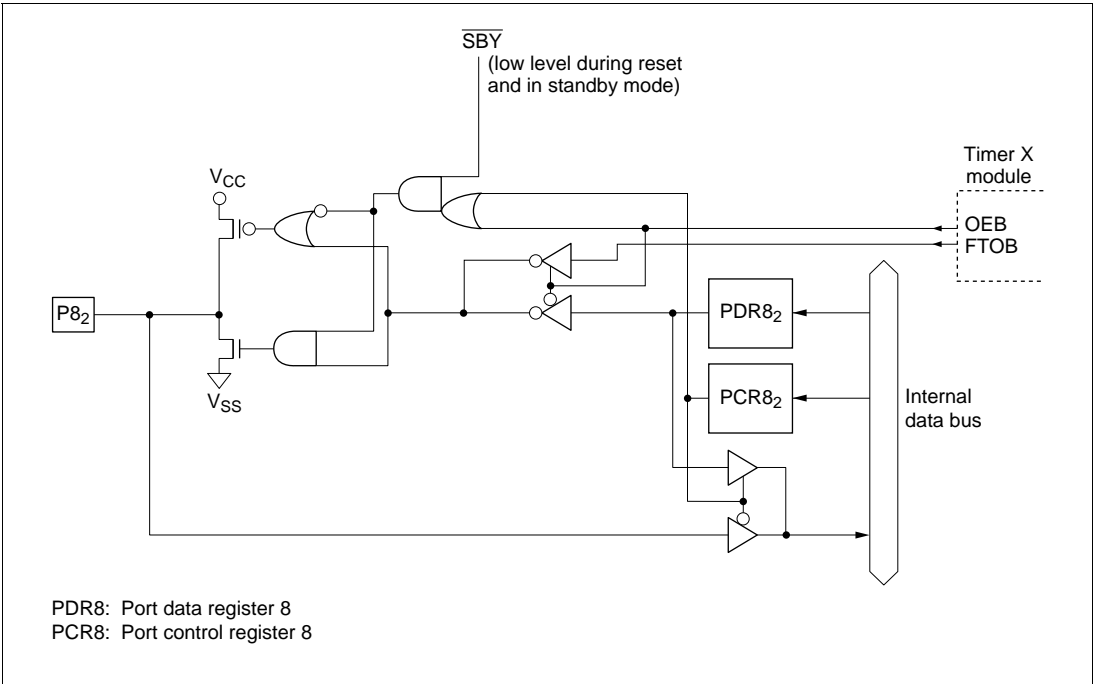 SBY
(low level during reset
and in standby mode)
Timer X
module
VCC
OEB
FTOB
P82
PDR82
PCR82
VSS
Internal
data bus
PDR8: Port data register 8
PCR8: Port control register 8